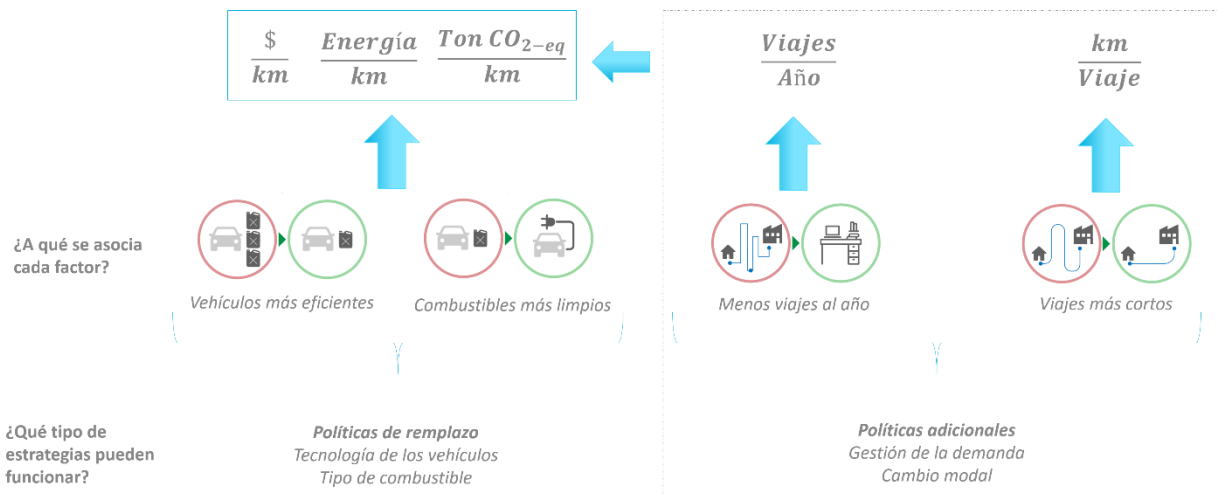 $ / km   Energía / km   Ton CO2−eq / km
Viajes / Año
km / Viaje
¿A qué se asocia
cada factor?
Vehículos más eficientes
Combustibles más limpios
Menos viajes al año
Viajes más cortos
¿Qué tipo de
estrategias pueden
funcionar?
Políticas de remplazo
Tecnología de los vehículos
Tipo de combustible
Políticas adicionales
Gestión de la demanda
Cambio modal